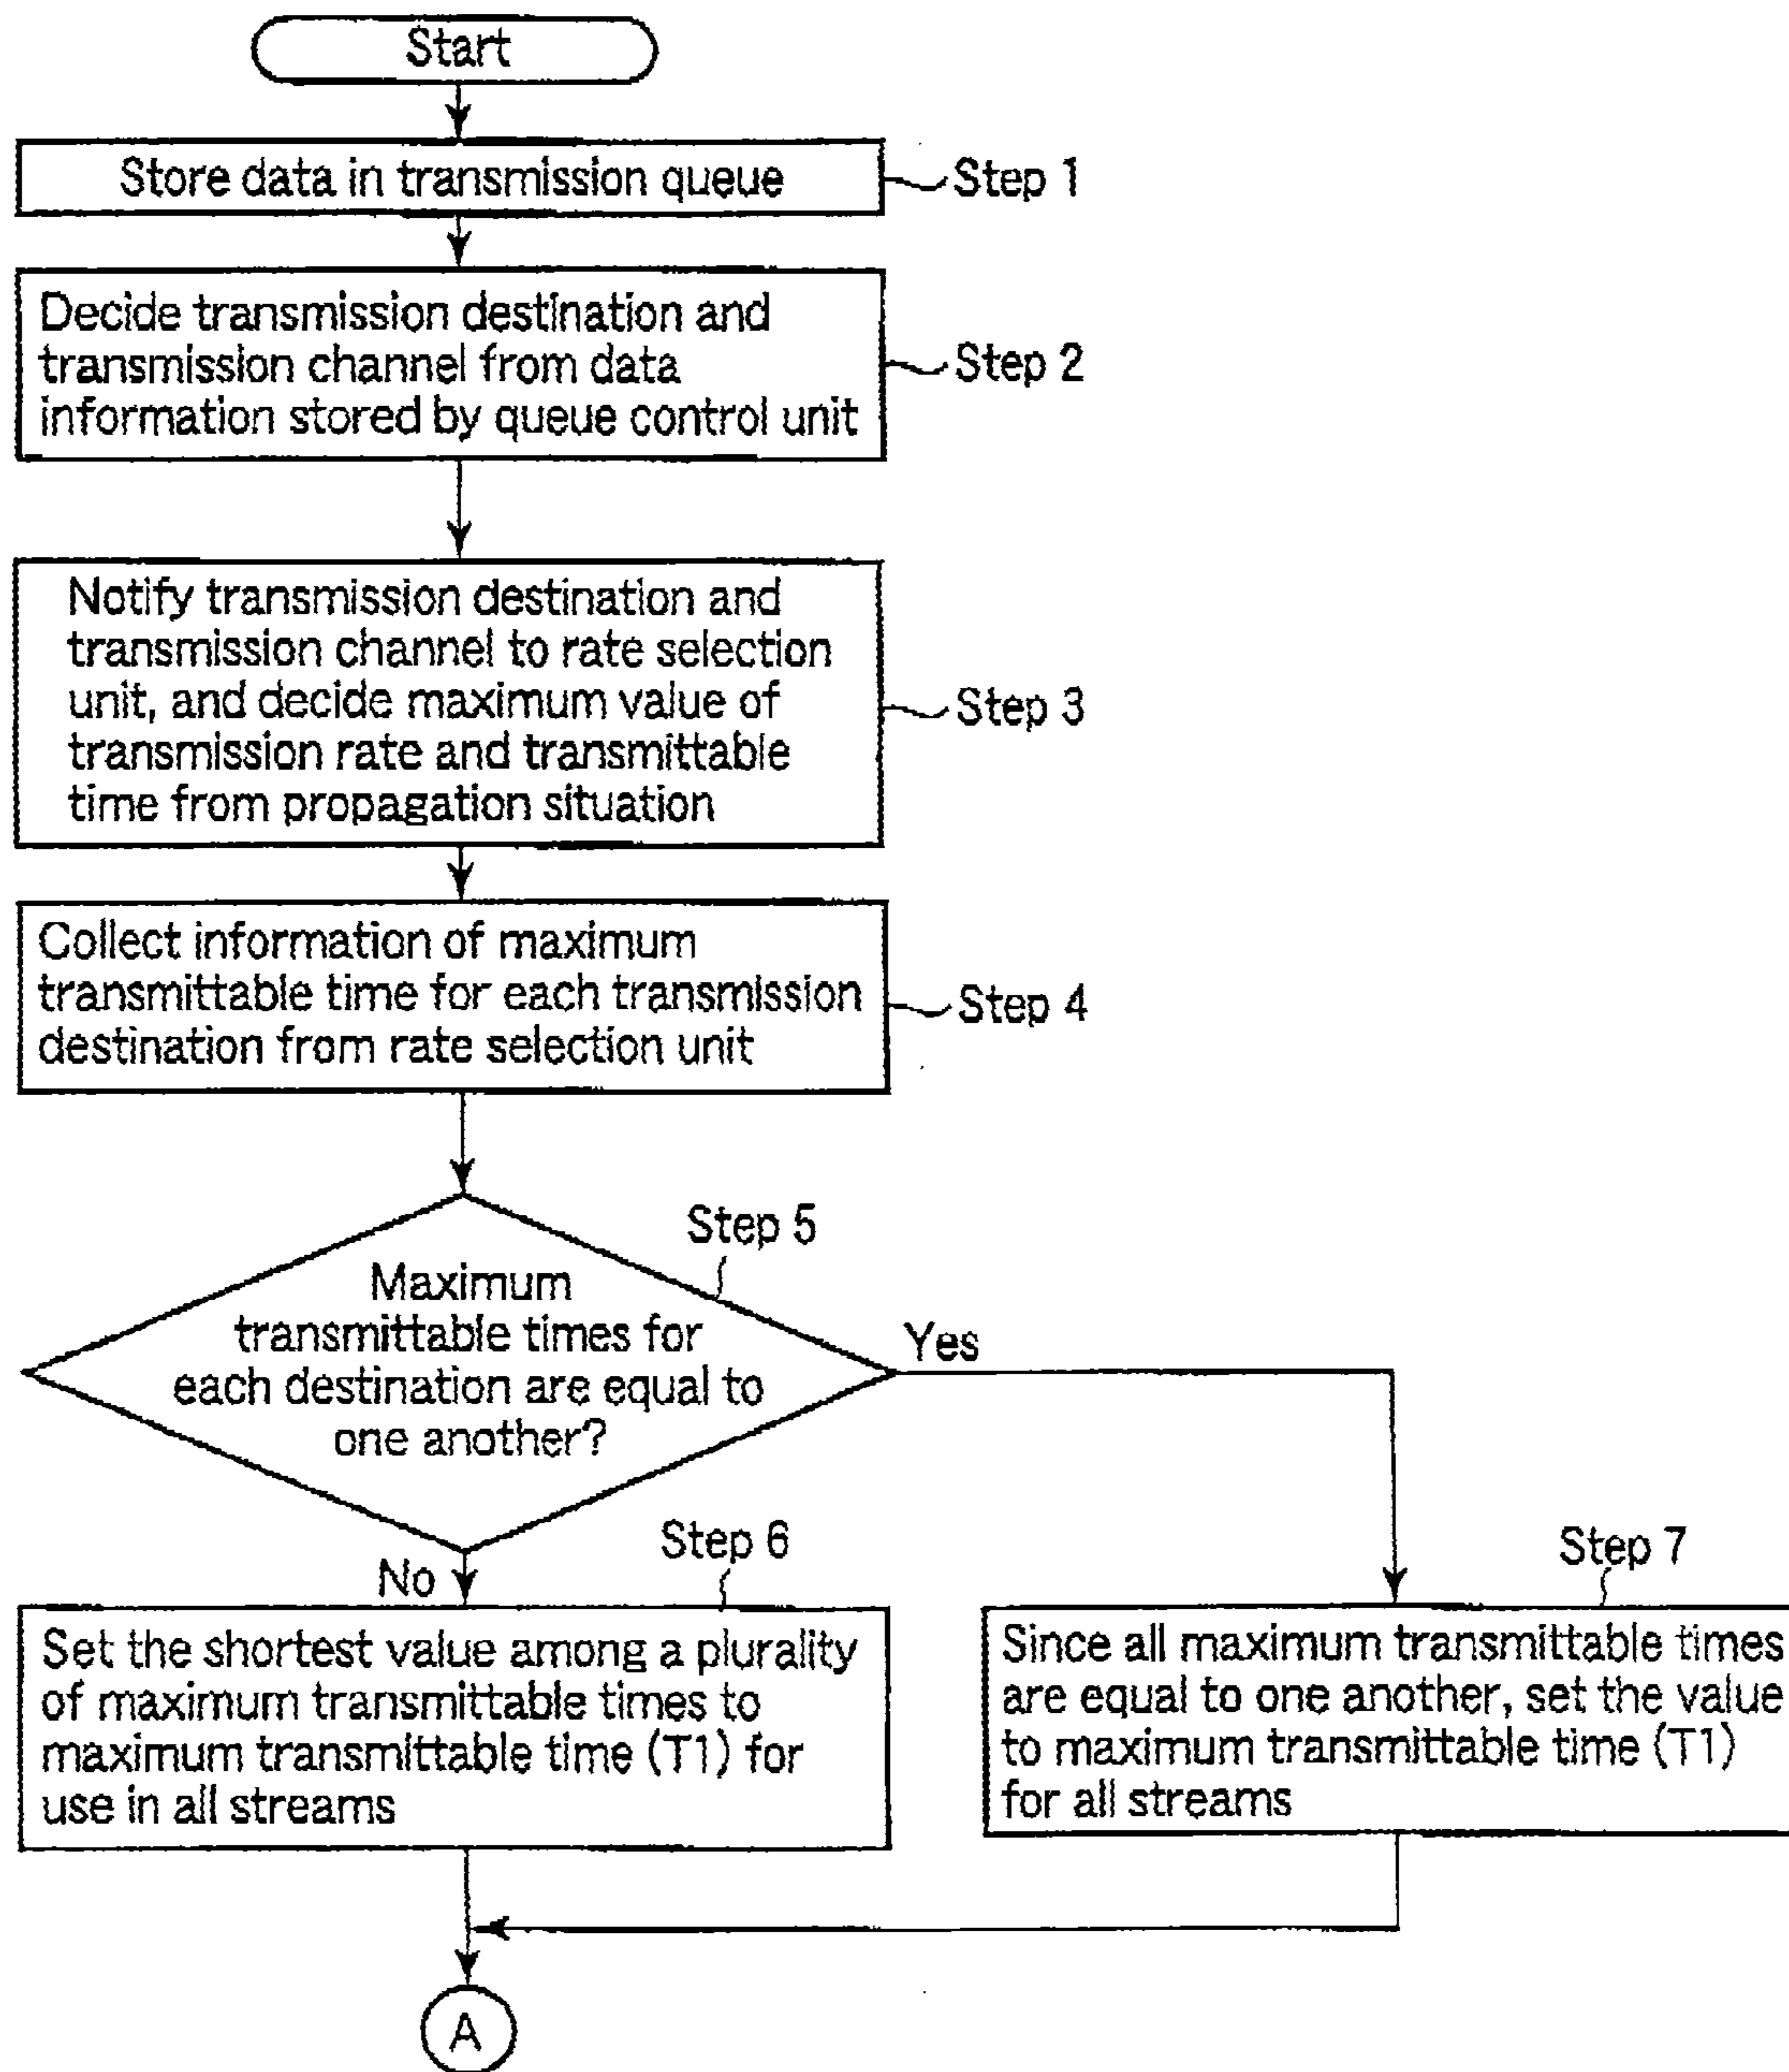 Start
Store data in transmission queue
Step 1
Decide transmission destination and
transmission channel from data
information stored by queue control unit
Step 2
Notify transmission destination and
transmission channel to rate selection
unit, and decide maximum value of
transmission rate and transmittable
time from propagation situation
Step 3
Collect information of maximum
transmittable time for each transmission
destination from rate selection unit
Step 4
Step 5
Maximum
transmittable times for
each destination are equal to
one another?
Yes
No
Step 6
Set the shortest value among a plurality
of maximum transmittable times to
maximum transmittable time (T1) for
use in all streams
Step 7
Since all maximum transmittable times
are equal to one another, set the value
to maximum transmittable time (T1)
for all streams
A